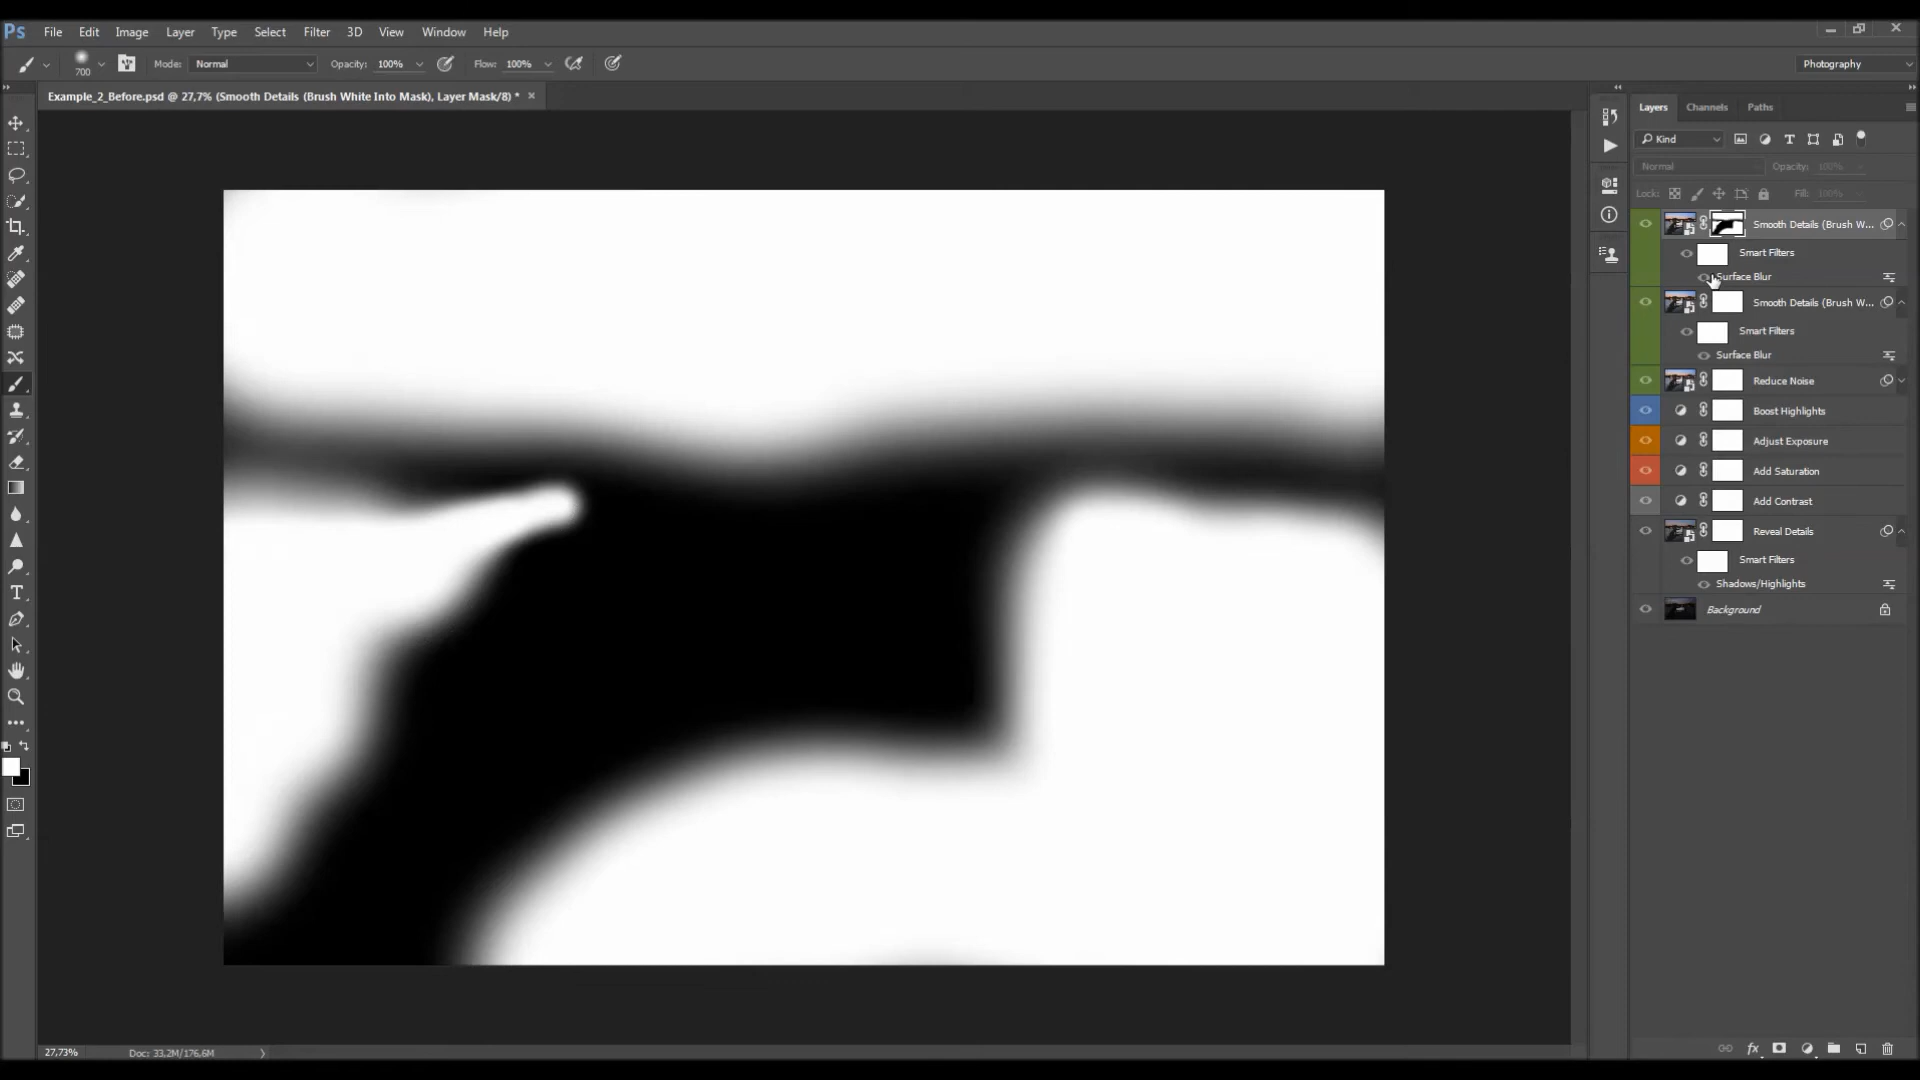 Ps File Edit Image Layer Type Select Filter 3D View Window Help
700 Mode: Normal Opacity: 100% Flow: 100% Photography
Example_2_Before.psd @ 27,7% (Smooth Details (Brush White Into Mask), Layer Mask/8) *
Layers Channels Paths
Kind
Normal Opacity: 100%
Lock: Fill: 100%
Smooth Details (Brush W...
Smart Filters
Surface Blur
Smooth Details (Brush W...
Smart Filters
Surface Blur
Reduce Noise
Boost Highlights
Adjust Exposure
Add Saturation
Add Contrast
Reveal Details
Smart Filters
Shadows/Highlights
Background
27,73% Doc: 33,2M/176,6M